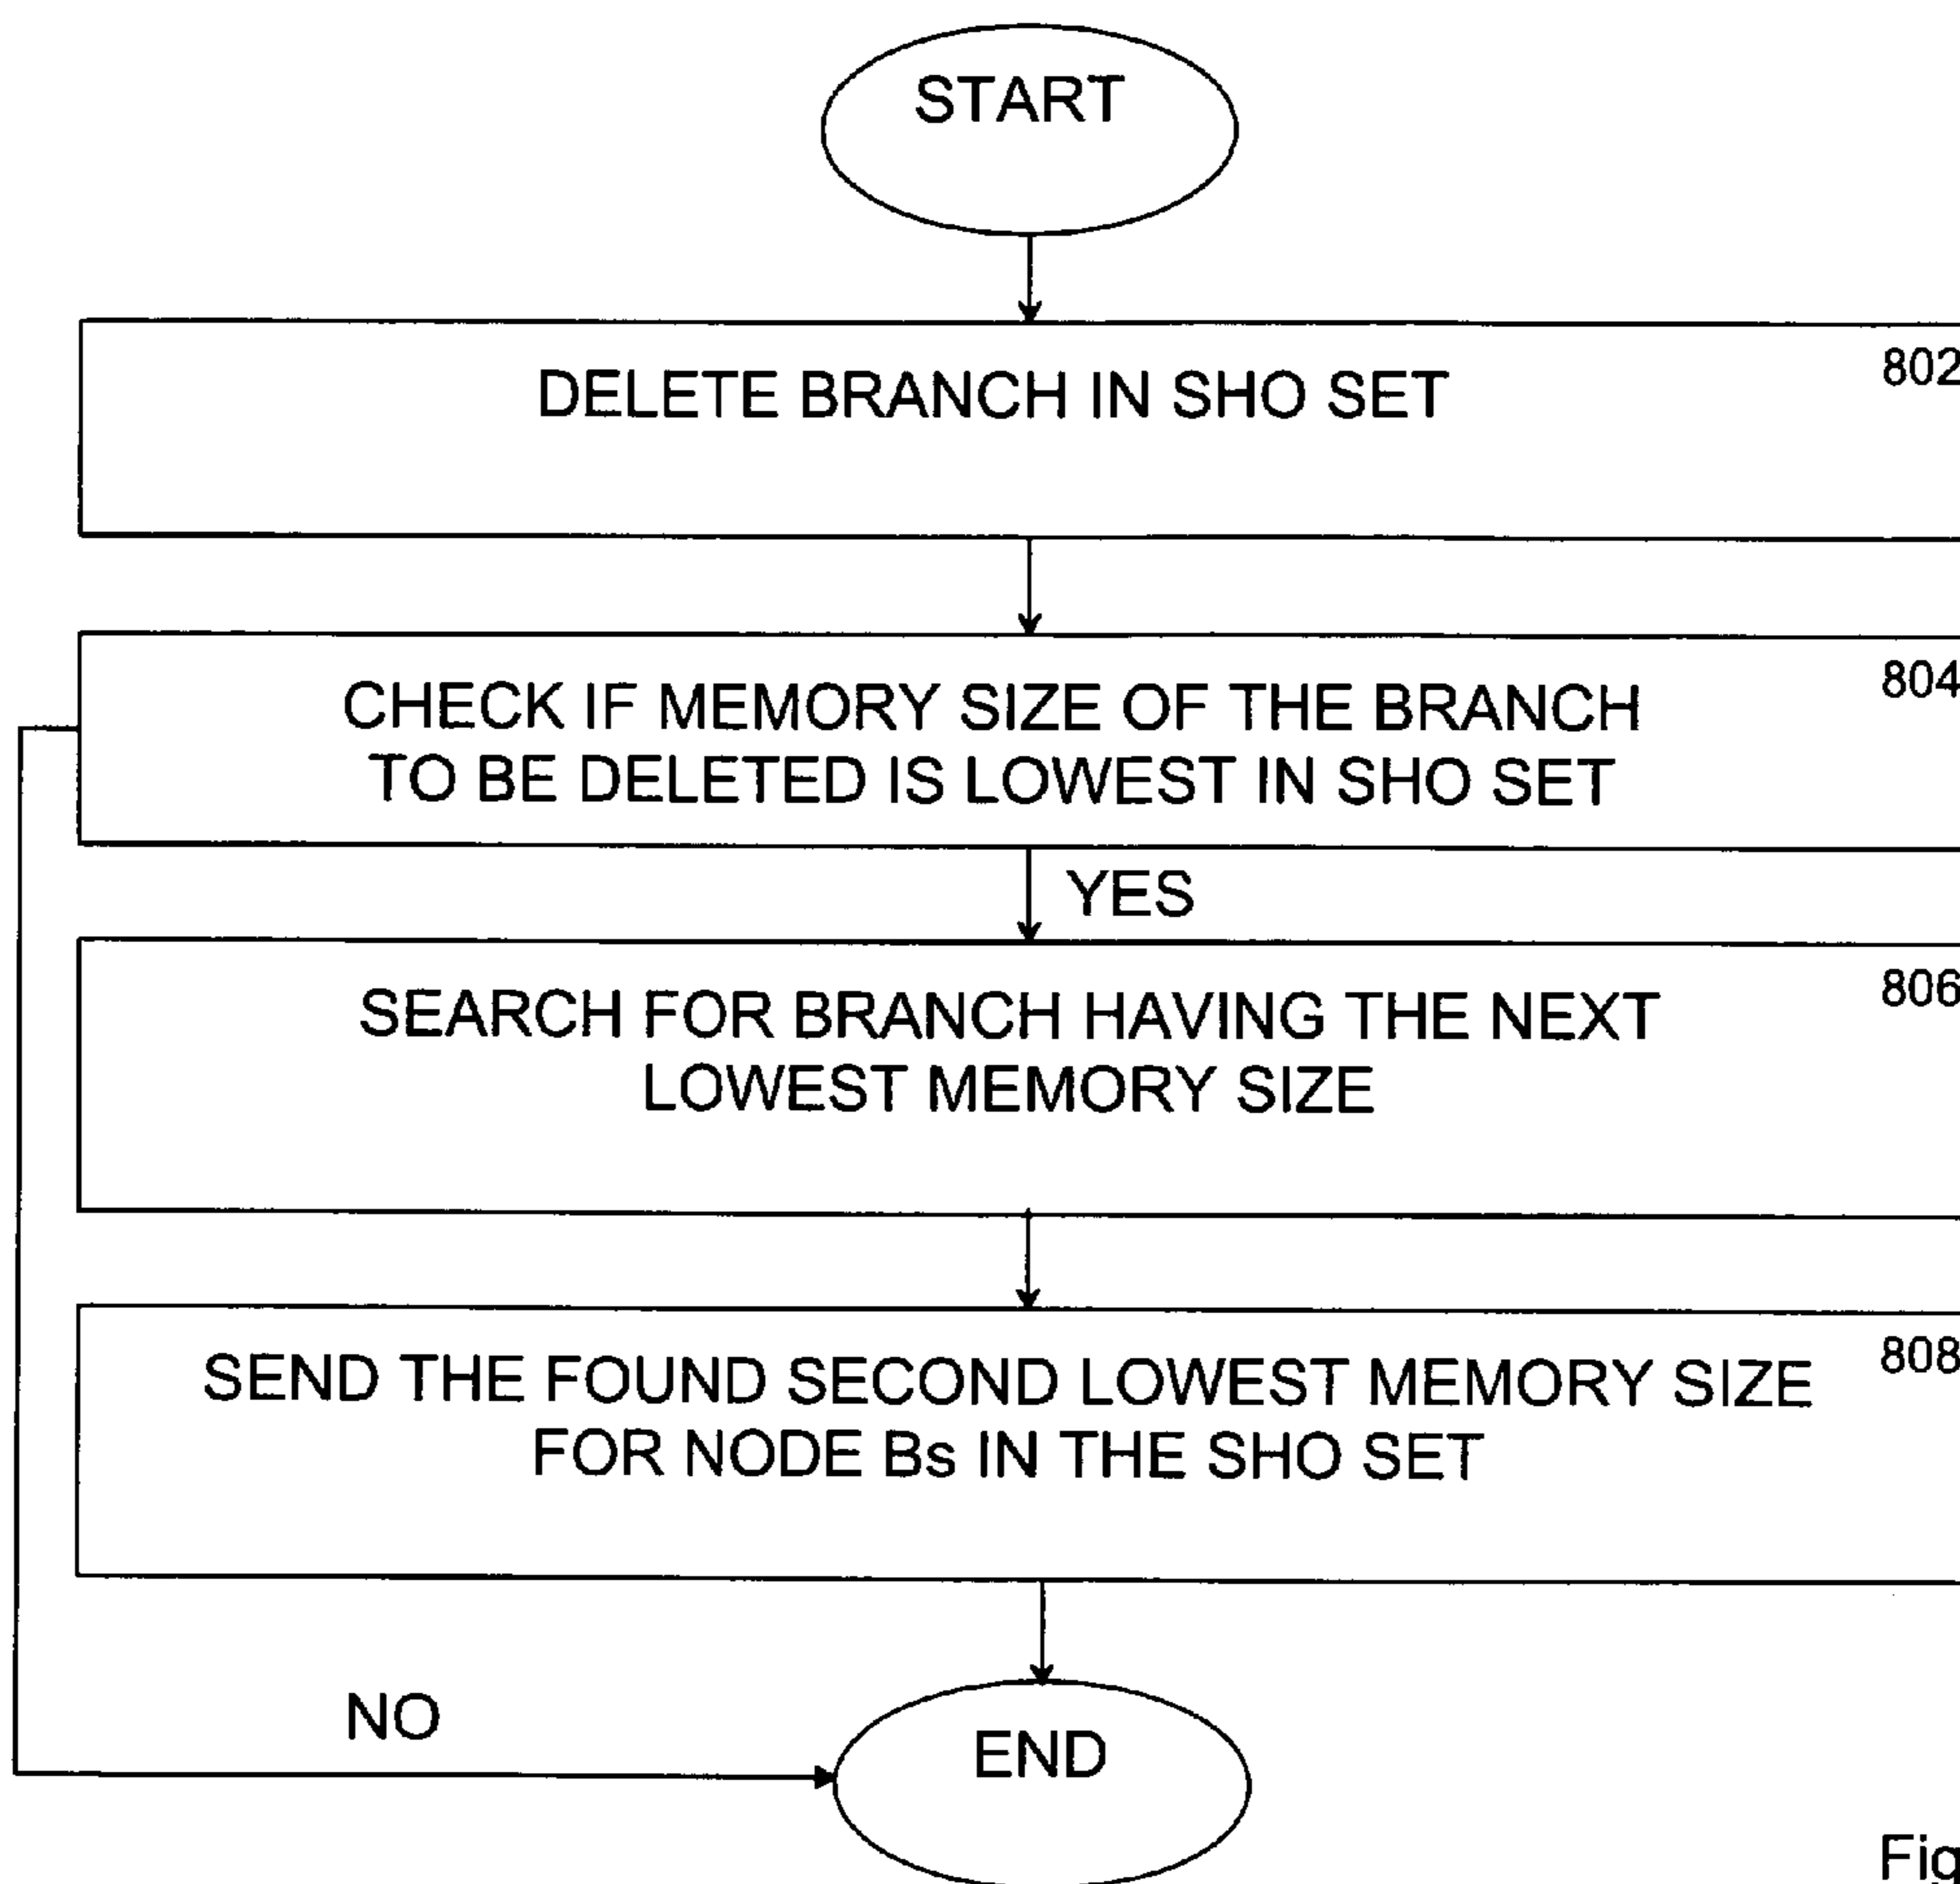 START
802
DELETE BRANCH IN SHO SET
804
CHECK IF MEMORY SIZE OF THE BRANCH
TO BE DELETED IS LOWEST IN SHO SET
YES
806
SEARCH FOR BRANCH HAVING THE NEXT
LOWEST MEMORY SIZE
808
SEND THE FOUND SECOND LOWEST MEMORY SIZE
FOR NODE Bs IN THE SHO SET
NO
END
Fig